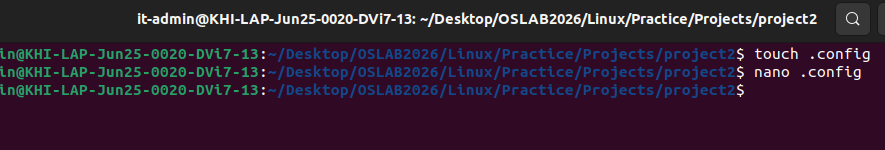 it-admin@KHI-LAP-Jun25-0020-DVi7-13: ~/Desktop/OSLAB2026/Linux/Practice/Projects/project2
in@KHI-LAP-Jun25-0020-DVi7-13:~/Desktop/OSLAB2026/Linux/Practice/Projects/project2$ touch .config
in@KHI-LAP-Jun25-0020-DVi7-13:~/Desktop/OSLAB2026/Linux/Practice/Projects/project2$ nano .config
in@KHI-LAP-Jun25-0020-DVi7-13:~/Desktop/OSLAB2026/Linux/Practice/Projects/project2$